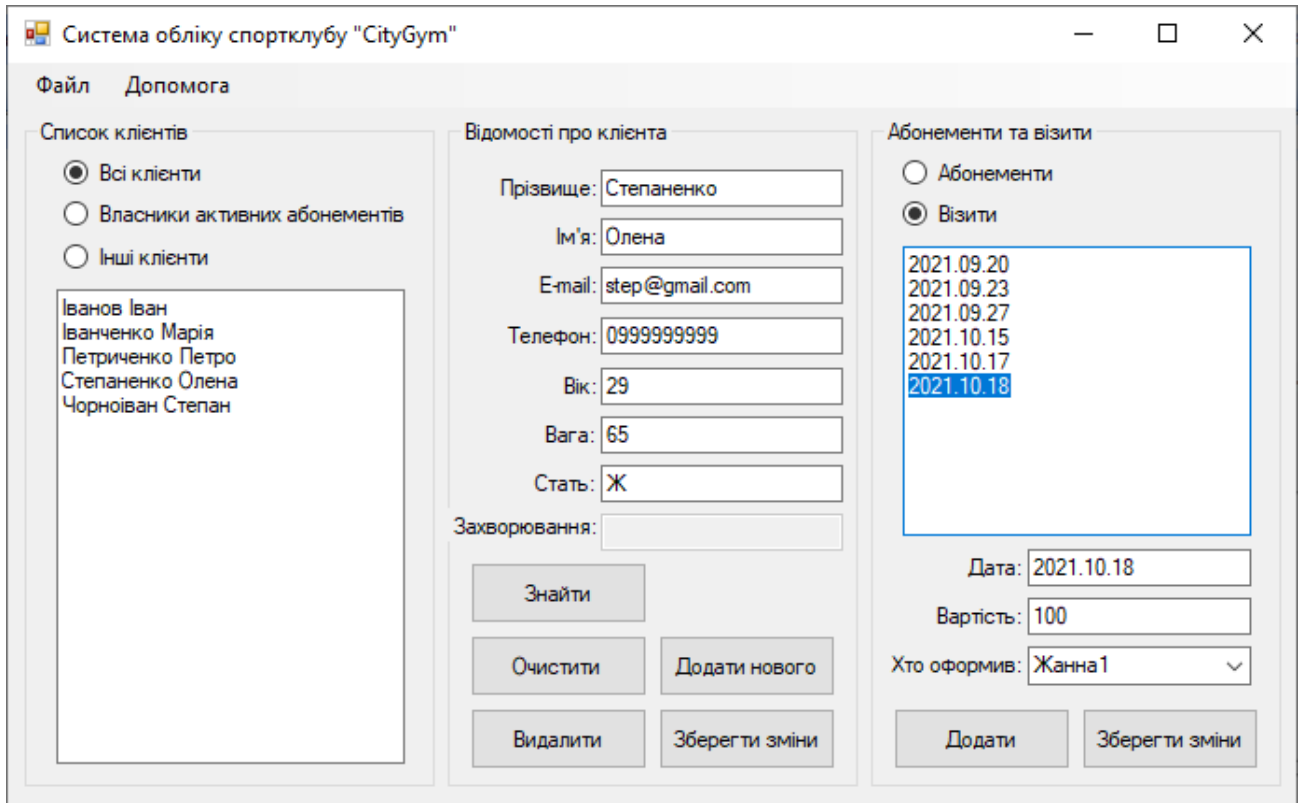 Система обліку спортклубу "CityGym"
Файл Допомога
Список клієнтів
Всі клієнти
Власники активних абонементів
Інші клієнти
Іванов Іван
Іванченко Марія
Петриченко Петро
Степаненко Олена
Чорноіван Степан
Відомості про клієнта
Прізвище: Степаненко
Ім'я: Олена
E-mail: step@gmail.com
Телефон: 0999999999
Вік: 29
Вага: 65
Стать: Ж
Захворювання:
Знайти
Очистити Додати нового
Видалити Зберегти зміни
Абонементи та візити
Абонементи
Візити
2021.09.20
2021.09.23
2021.09.27
2021.10.15
2021.10.17
2021.10.18
Дата: 2021.10.18
Вартість: 100
Хто оформив: Жанна1
Додати Зберегти зміни